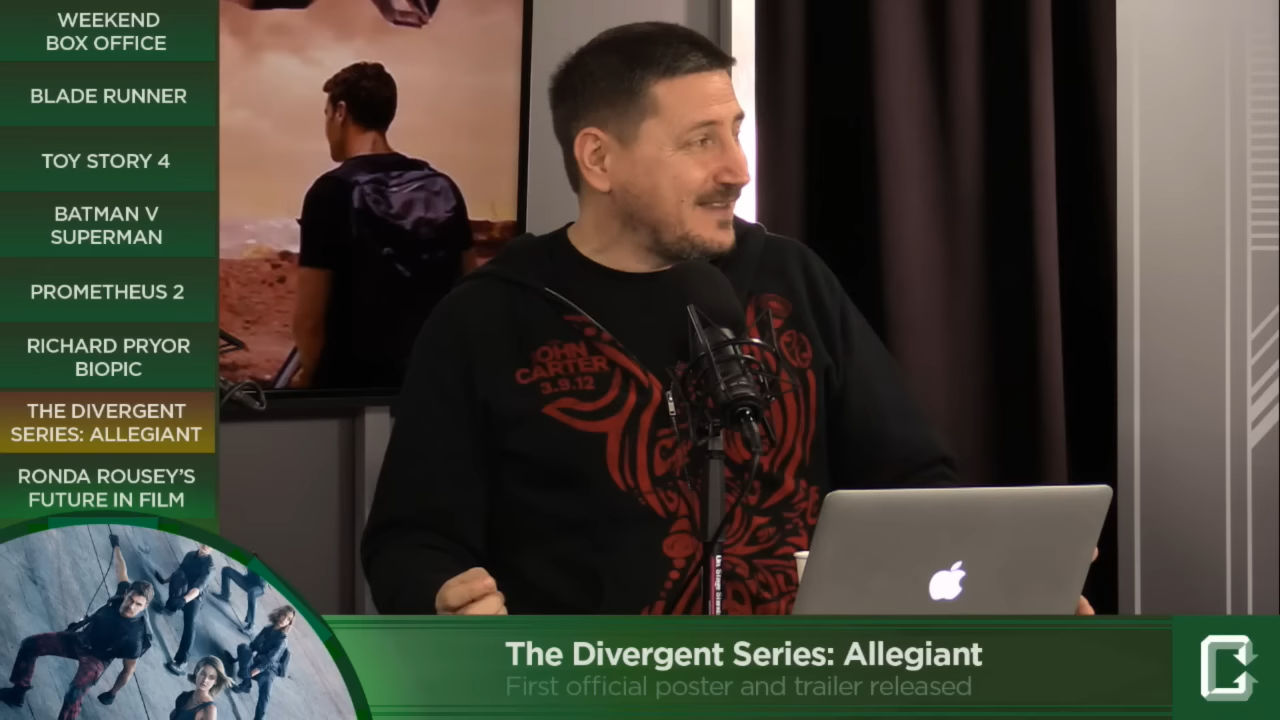 WEEKEND
BOX OFFICE
BLADE RUNNER
TOY STORY 4
BATMAN V
SUPERMAN
PROMETHEUS 2
RICHARD PRYOR
BIOPIC
THE DIVERGENT
SERIES: ALLEGIANT
RONDA ROUSEY'S
FUTURE IN FILM
JOHN
CARTER
3.9.12
The Divergent Series: Allegiant
First official poster and trailer released